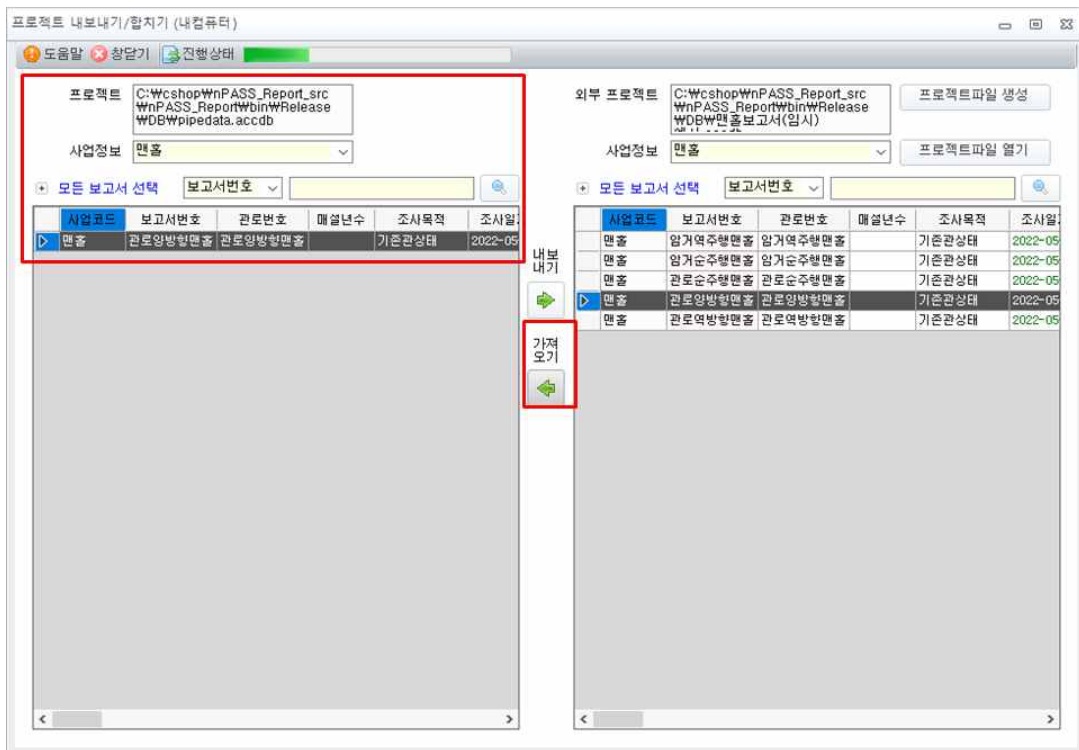 프로젝트 내보내기/합치기 (내컴퓨터)
도움말 창닫기 진행상태
프로젝트 C:₩cshop₩nPASS_Report_src
₩nPASS_Report₩bin₩Release
₩DB₩pipedata.accdb
사업정보 맨홀
모든 보고서 선택 보고서번호
사업코드 보고서번호 관로번호 매설년수 조사목적 조사일
맨홀 관로양방향맨홀 관로양방향맨홀 기존관상태 2022-05
내보
내기
가져
오기
외부 프로젝트 C:₩cshop₩nPASS_Report_src
₩nPASS_Report₩bin₩Release
₩DB₩맨홀보고서(임시)
프로젝트파일 생성
사업정보 맨홀 프로젝트파일 열기
모든 보고서 선택 보고서번호
사업코드 보고서번호 관로번호 매설년수 조사목적 조사일
맨홀 암거역주행맨홀 암거역주행맨홀 기존관상태 2022-05
맨홀 암거순주행맨홀 암거순주행맨홀 기존관상태 2022-05
맨홀 관로순주행맨홀 관로순주행맨홀 기존관상태 2022-05
맨홀 관로양방향맨홀 관로양방향맨홀 기존관상태 2022-05
맨홀 관로역방향맨홀 관로역방향맨홀 기존관상태 2022-05